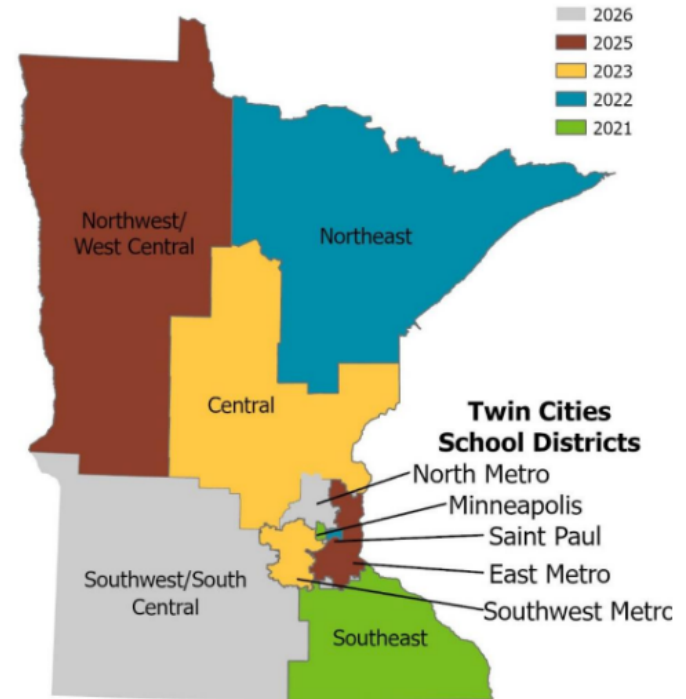 2026
2025
2023
2022
2021
Northwest/
West Central
Northeast
Central
Twin Cities
School Districts
North Metro
Minneapolis
Saint Paul
East Metro
Southwest Metro
Southwest/South
Central
Southeast